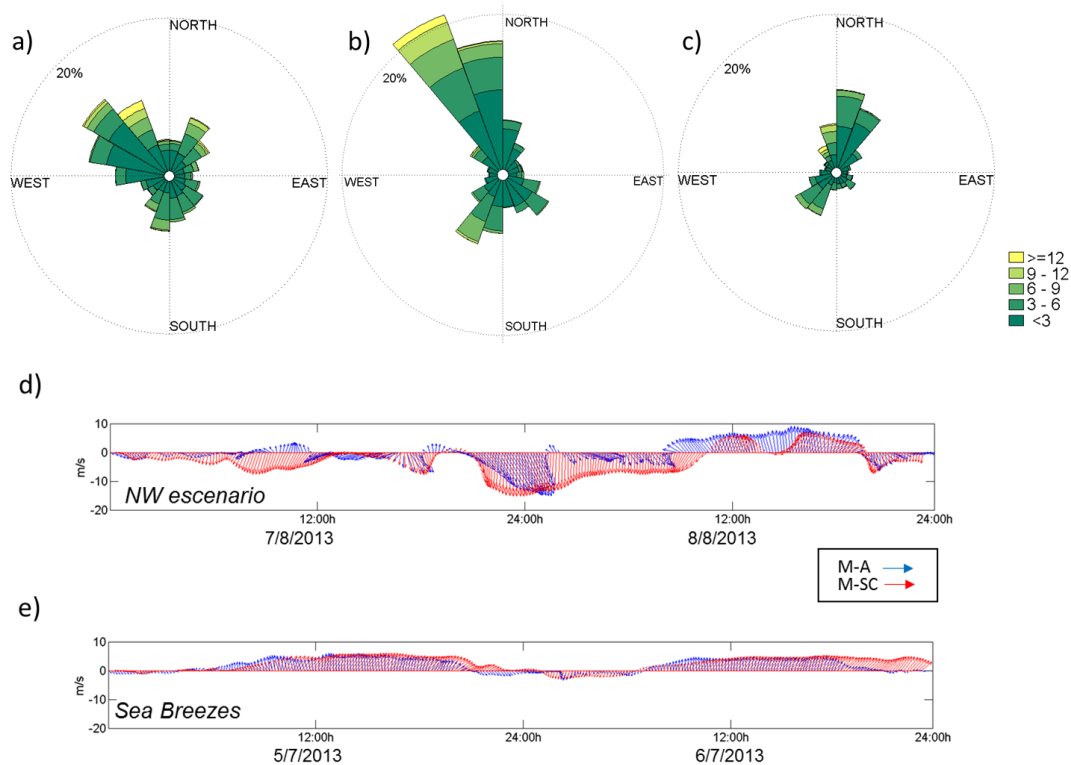 a)
NORTH
20%
WEST
EAST
SOUTH
b)
NORTH
20%
WEST
EAST
SOUTH
c)
NORTH
20%
WEST
EAST
SOUTH
>=12
9 - 12
6 - 9
3 - 6
<3
d)
10
0
-10
-20
m/s
NW escenario
12:00h
24:00h
12:00h
24:00h
7/8/2013
8/8/2013
M-A
M-SC
e)
10
0
-10
-20
m/s
Sea Breezes
12:00h
24:00h
12:00h
24:00h
5/7/2013
6/7/2013